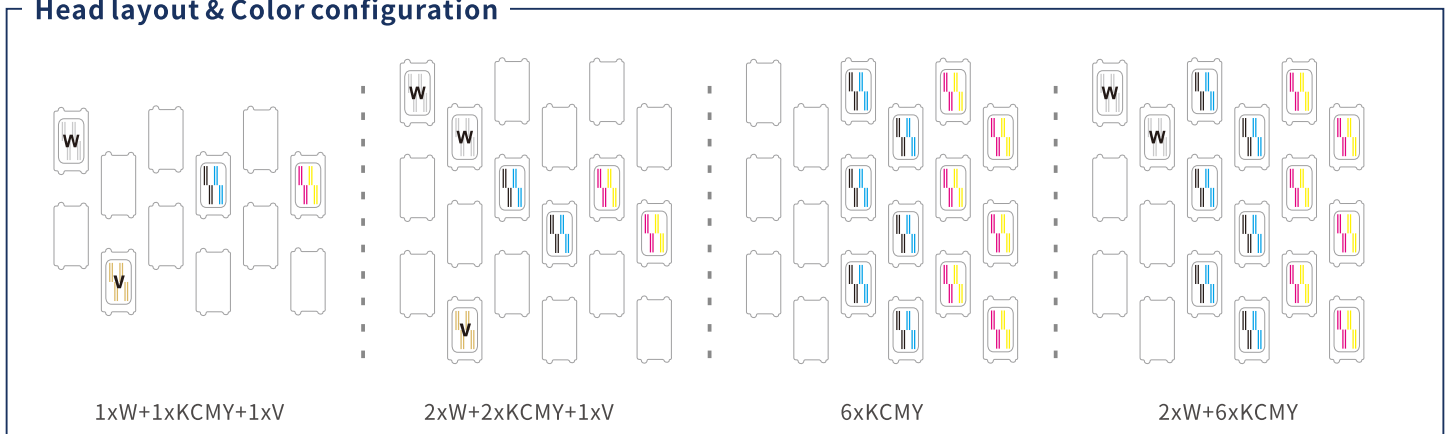 Head layout & Color configuration
W
V
1xW+1xKCMY+1xV
W
W
V
2xW+2xKCMY+1xV
6xKCMY
W
W
2xW+6xKCMY